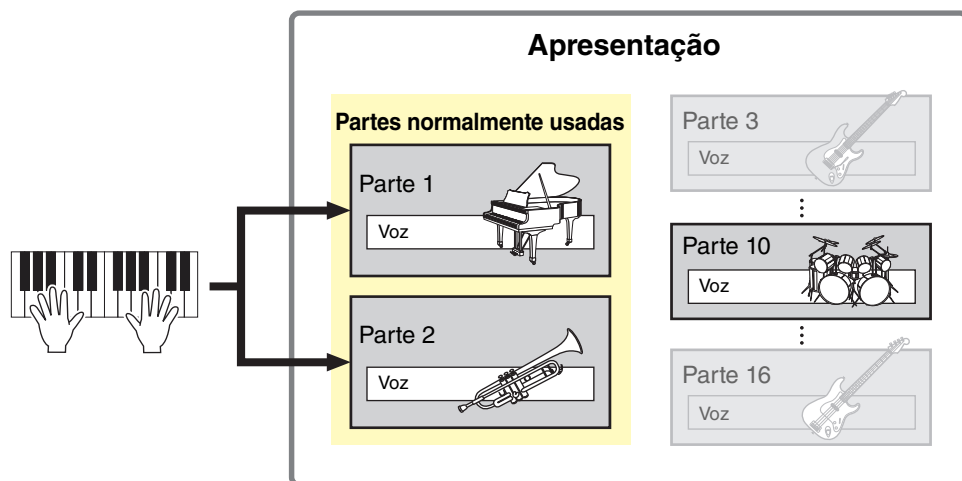 Apresentação
Partes normalmente usadas
Parte 1
Voz
Parte 2
Voz
Parte 3
Voz
Parte 10
Voz
Parte 16
Voz